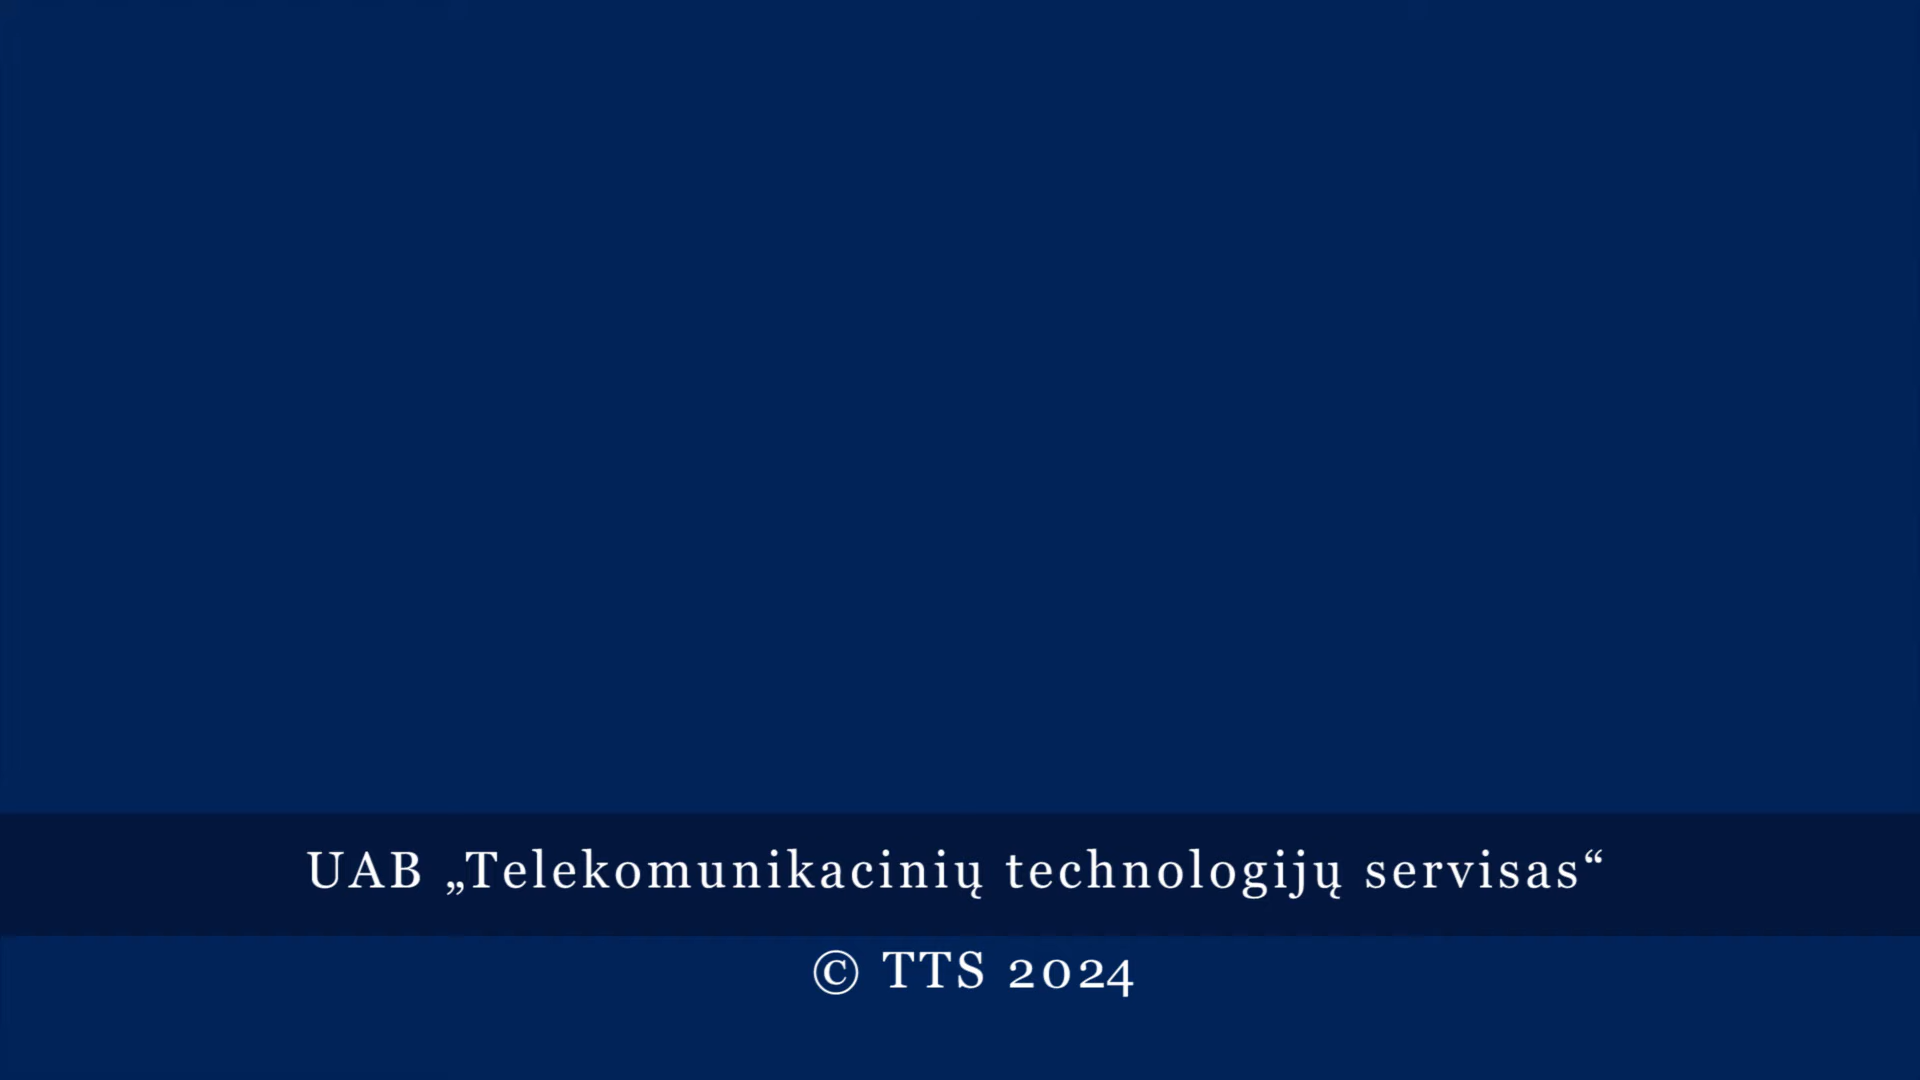 UAB „Telekomunikacinių technologijų servisas“
© TTS 2024